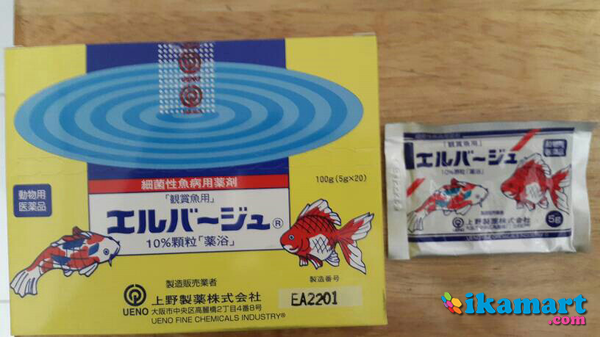 100g(5g×20)
動物用
医薬品
細菌性魚病用薬剤
「観賞魚用」
エルバージュ®
10%顆粒「薬浴」
製造販売業者
製造番号
UENO
上野製薬株式会社
EA2201
大阪市中央区高麗橋2丁目4番8号
UENO FINE CHEMICALS INDUSTRY®
「観賞魚用」
エルバージュ
10%顆粒「薬浴」
上野製薬株式会社
5g
ikamart.com